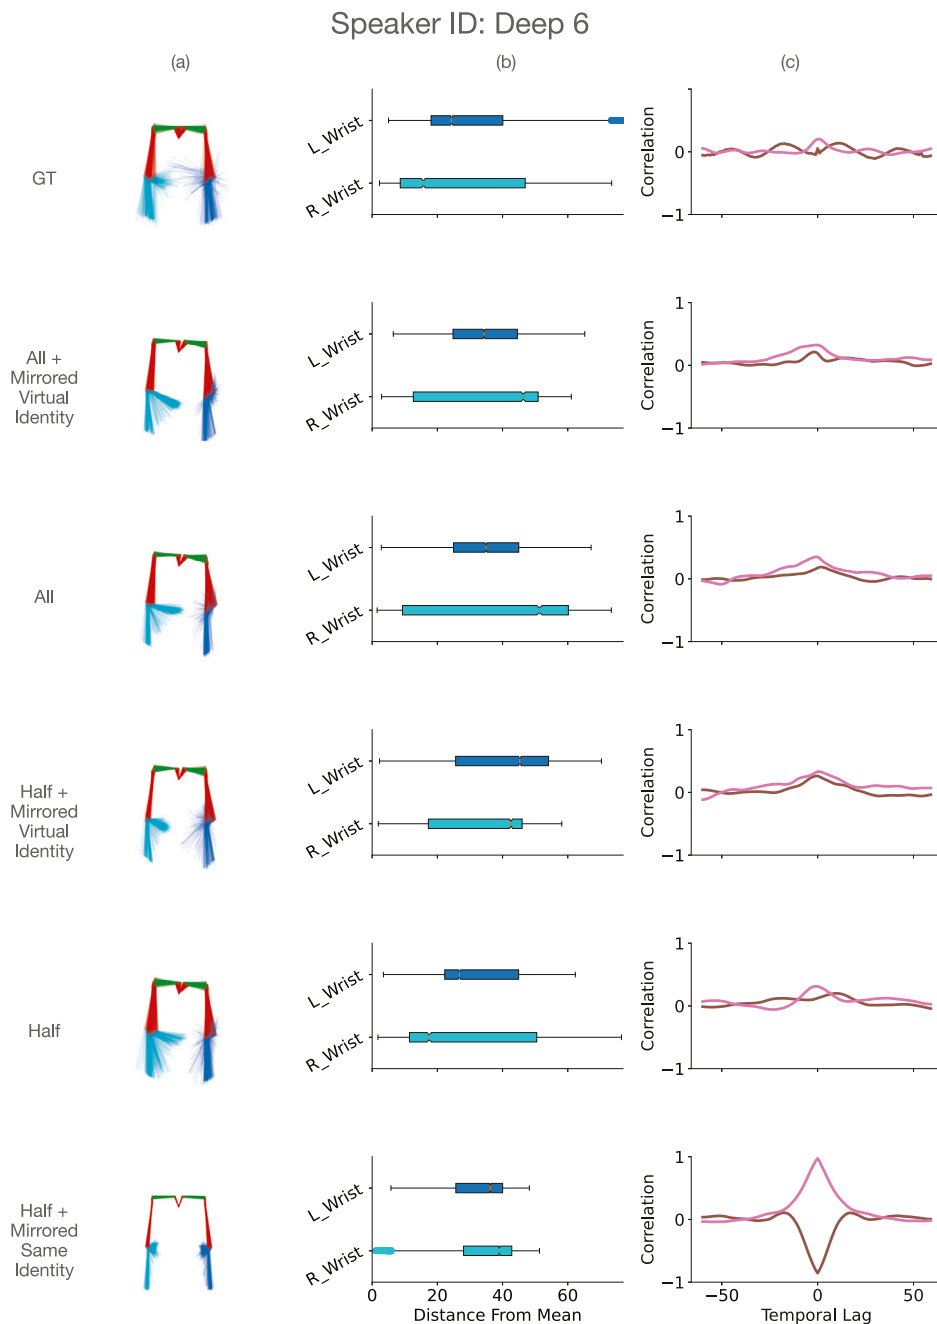 Speaker ID: Deep 6
(a)
(b)
(c)
GT
L_Wrist
R_Wrist
Correlation
0
−1
All +
Mirrored
Virtual
Identity
L_Wrist
R_Wrist
Correlation
1
0
−1
All
L_Wrist
R_Wrist
Correlation
1
0
−1
Half +
Mirrored
Virtual
Identity
L_Wrist
R_Wrist
Correlation
1
0
−1
Half
L_Wrist
R_Wrist
Correlation
1
0
−1
Half +
Mirrored
Same
Identity
L_Wrist
R_Wrist
0 20 40 60
Distance From Mean
Correlation
1
0
−1
−50 0 50
Temporal Lag